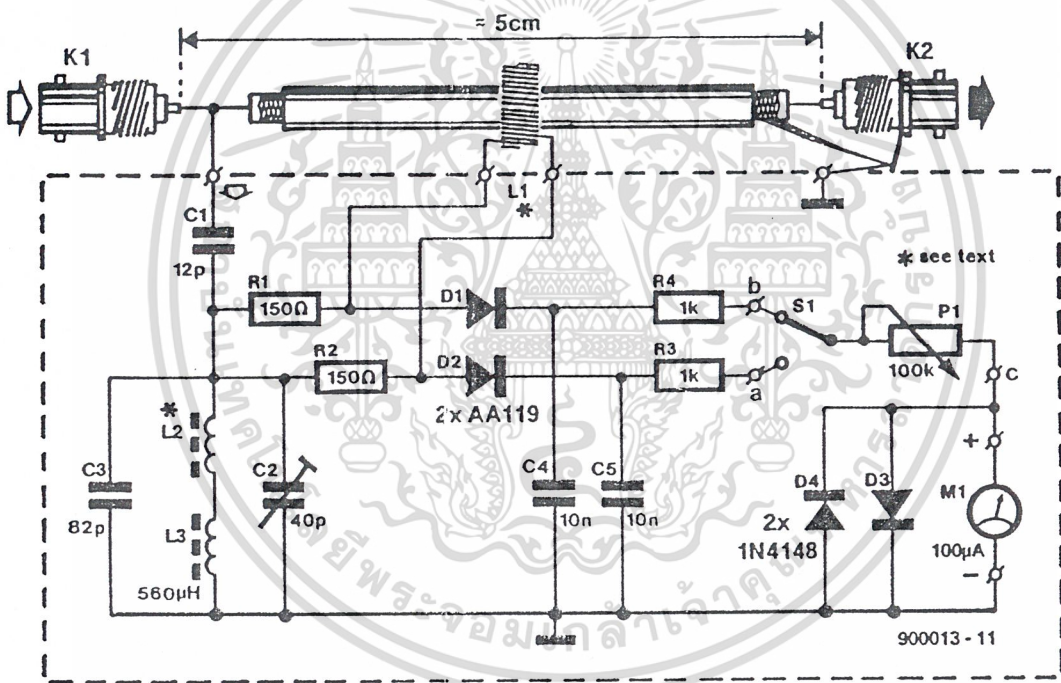 ≈ 5cm
K1
K2
L1
*
C1
12p
* see text
R1
150Ω
D1
R4
1k
b
S1
P1
100k
R2
150Ω
D2
2x AA119
R3
1k
a
c
*
L2
C3
82p
C2
40p
L3
560µH
C4
10n
C5
10n
D4
D3
2x
1N4148
+
M1
100µA
−
900013 - 11